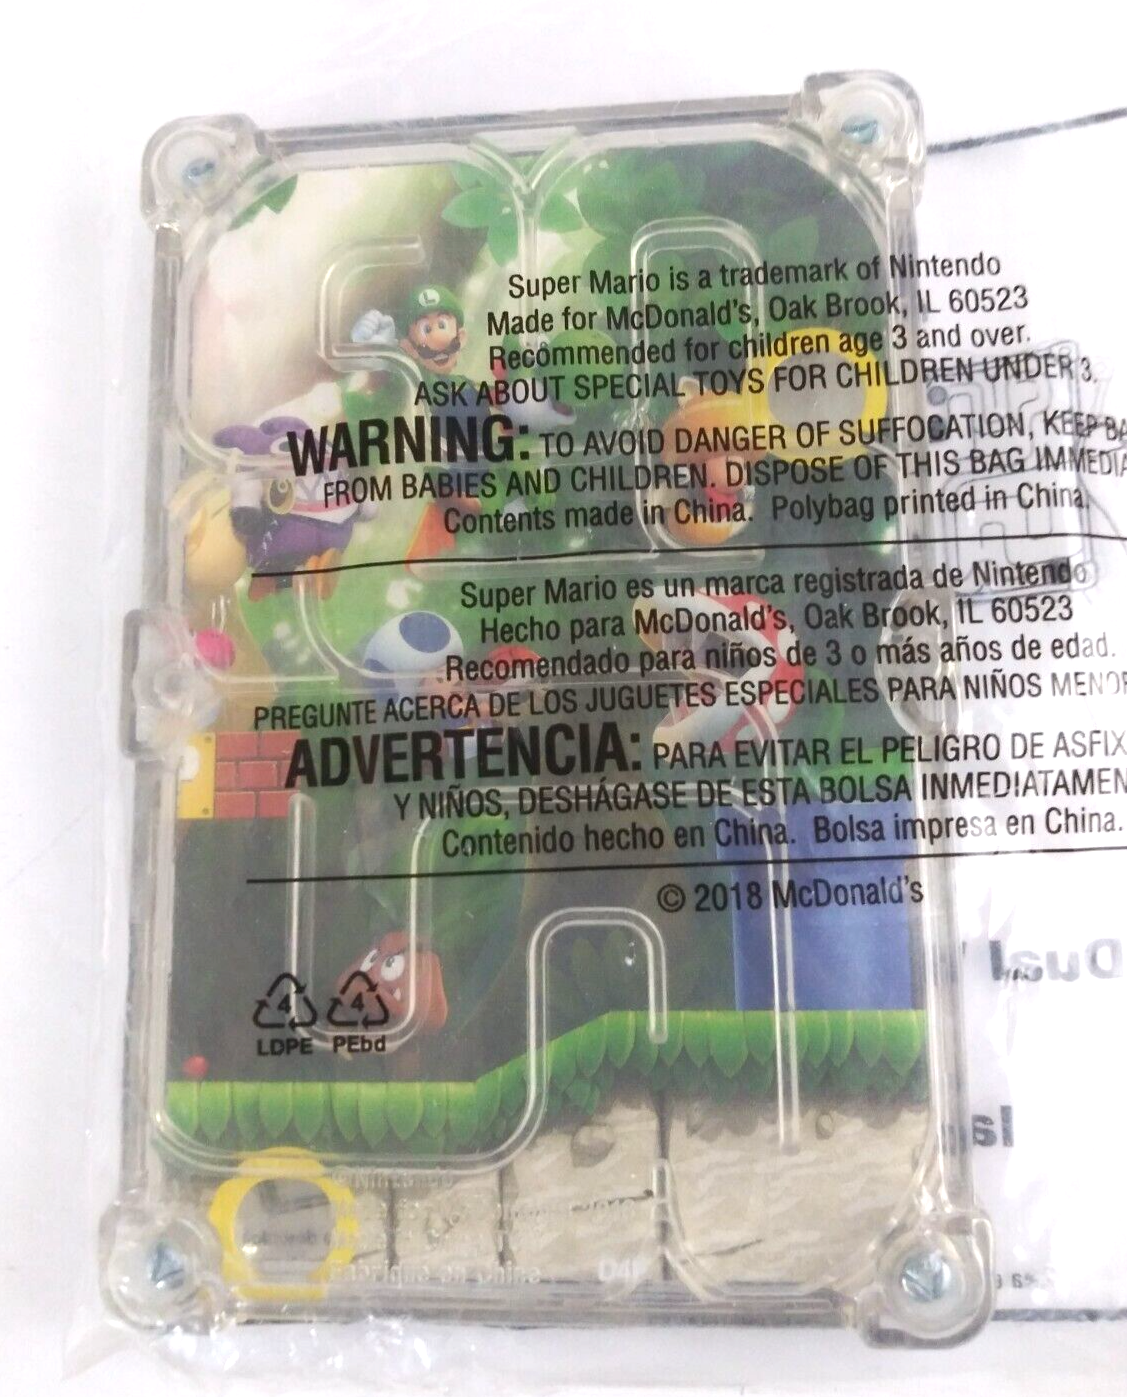 Super Mario is a trademark of Nintendo
Made for McDonald's, Oak Brook, IL 60523
Recommended for children age 3 and over.
ASK ABOUT SPECIAL TOYS FOR CHILDREN UNDER 3.
WARNING: TO AVOID DANGER OF SUFFOCATION, KEEP
FROM BABIES AND CHILDREN. DISPOSE OF THIS BAG
Contents made in China. Polybag printed in China.
Super Mario es un marca registrada de Nintendo
Hecho para McDonald's, Oak Brook, IL 60523
Recomendado para niños de 3 o más años de edad.
PREGUNTE ACERCA DE LOS JUGUETES ESPECIALES PARA NIÑOS
ADVERTENCIA: PARA EVITAR EL PELIGRO DE
Y NIÑOS, DESHÁGASE DE ESTA BOLSA
Contenido hecho en China. Bolsa impresa en China.
© 2018 McDonald's
4 4
LDPE PEbd
L
©Nintendo
Fabriqué en Chine
Dual